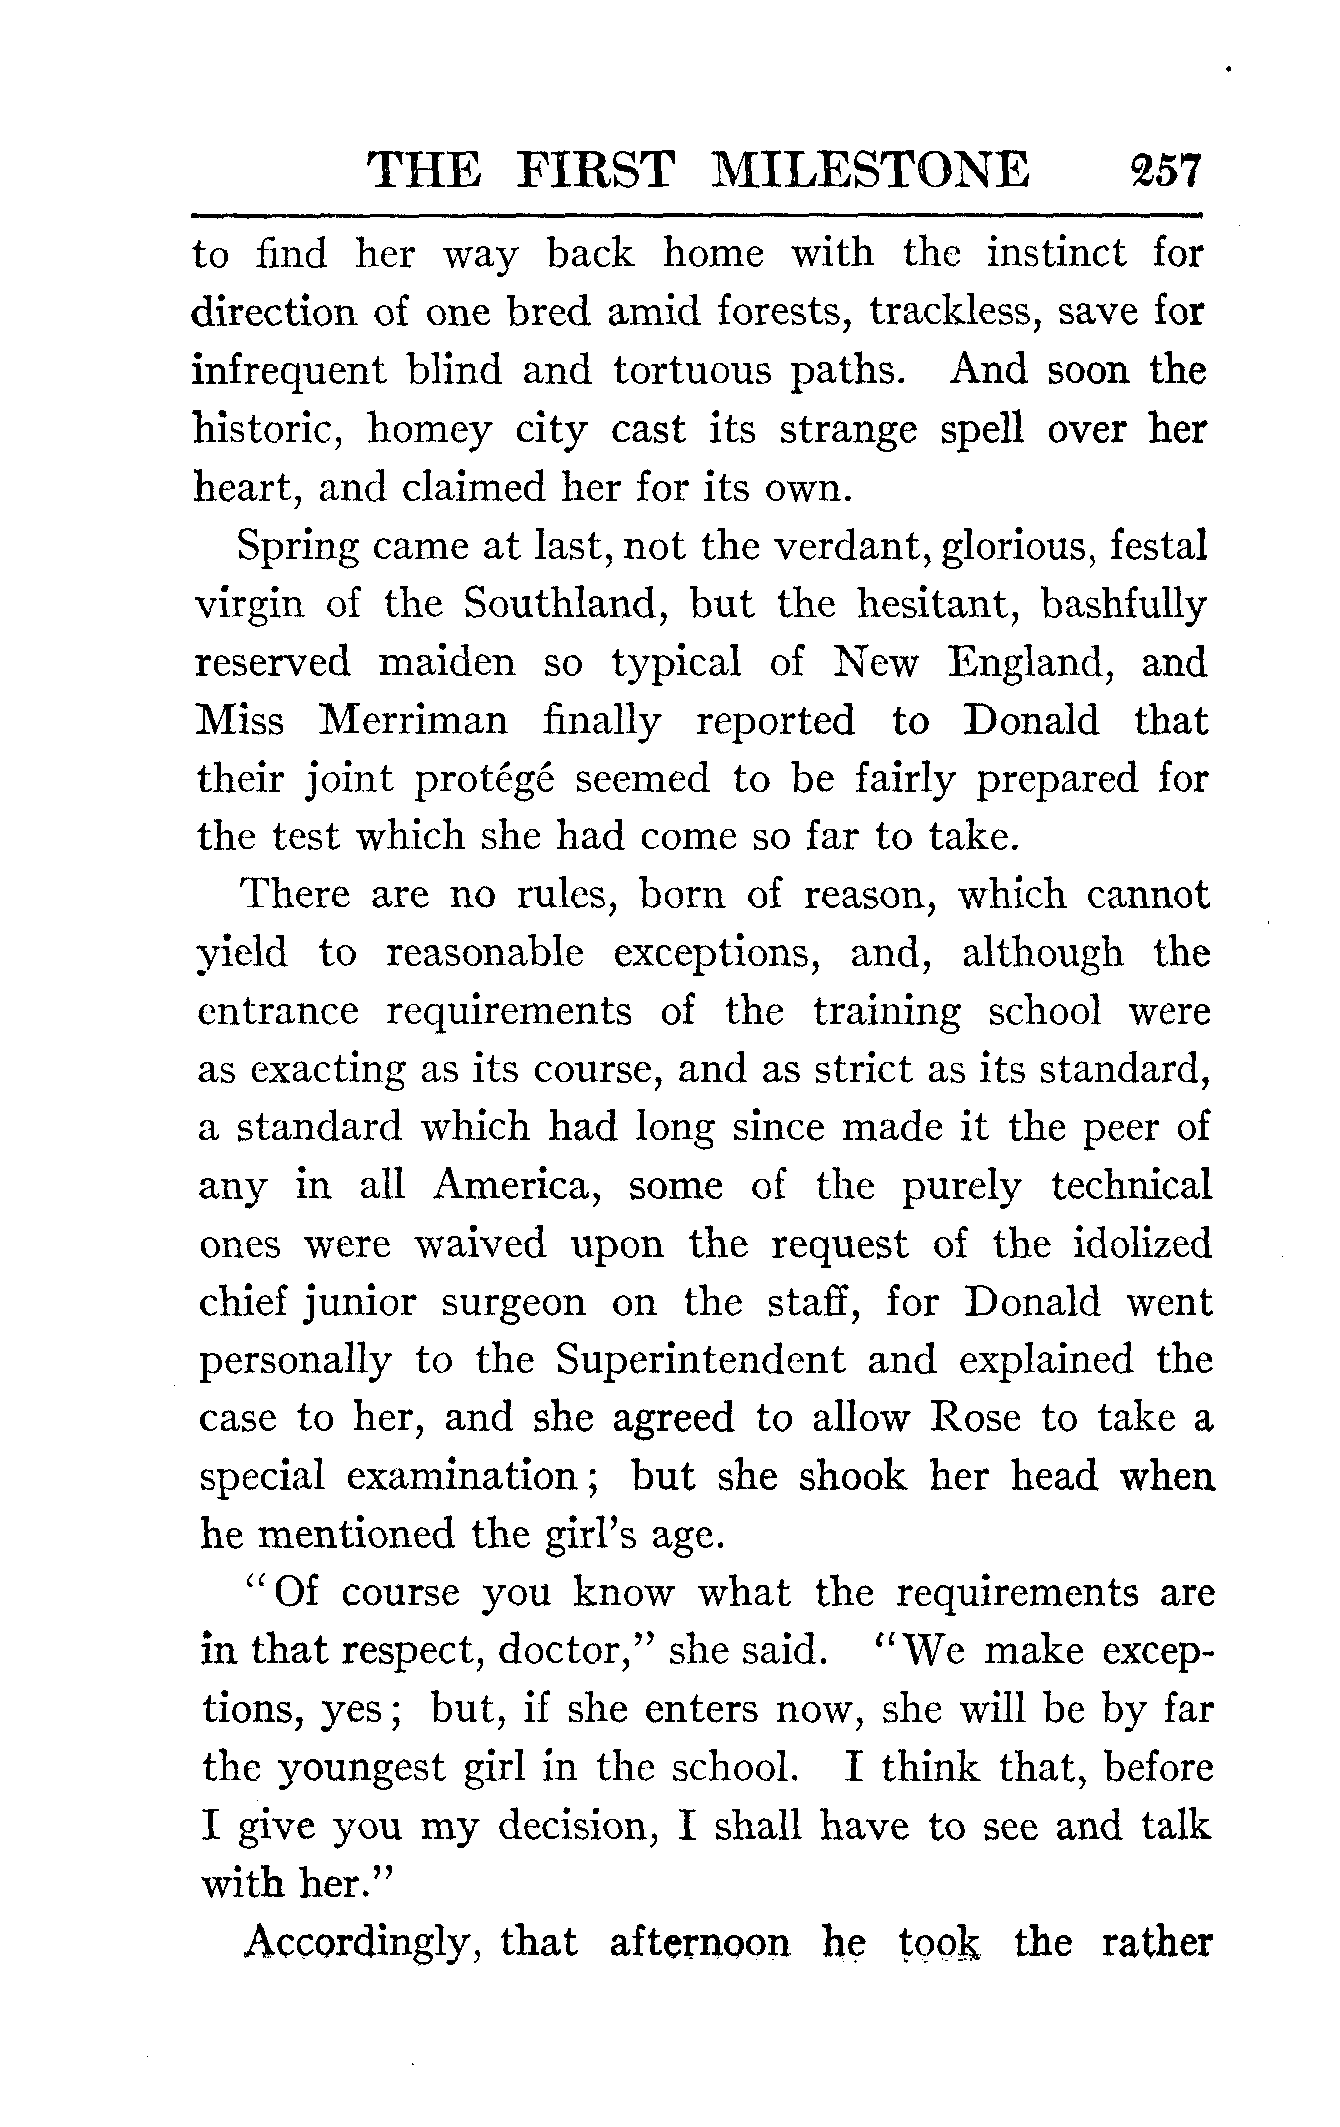 THE FIRST MILESTONE 257
to find her way back home with the instinct for
direction of one bred amid forests, trackless, save for
infrequent blind and tortuous paths. And soon the
historic, homey city cast its strange spell over her
heart, and claimed her for its own.
Spring came at last, not the verdant, glorious, festal
virgin of the Southland, but the hesitant, bashfully
reserved maiden so typical of New England, and
Miss Merriman finally reported to Donald that
their joint protégé seemed to be fairly prepared for
the test which she had come so far to take.
There are no rules, born of reason, which cannot
yield to reasonable exceptions, and, although the
entrance requirements of the training school were
as exacting as its course, and as strict as its standard,
a standard which had long since made it the peer of
any in all America, some of the purely technical
ones were waived upon the request of the idolized
chief junior surgeon on the staff, for Donald went
personally to the Superintendent and explained the
case to her, and she agreed to allow Rose to take a
special examination; but she shook her head when
he mentioned the girl's age.
"Of course you know what the requirements are
in that respect, doctor," she said. "We make excep-
tions, yes; but, if she enters now, she will be by far
the youngest girl in the school. I think that, before
I give you my decision, I shall have to see and talk
with her."
Accordingly, that afternoon he took the rather